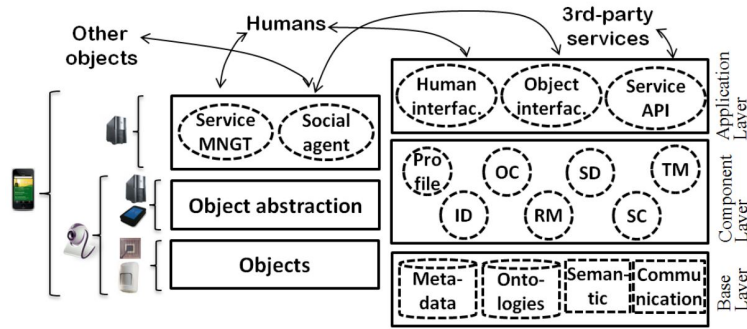 Other
objects
Humans
3rd-party
services
Service
MNGT
Social
agent
Object abstraction
Objects
Human
interfac.
Object
interfac.
Service
API
Application
Layer
Pro
file
OC
SD
TM
ID
RM
SC
Component
Layer
Meta-
data
Onto-
logies
Seman-
tic
Commu
nication
Base
Layer